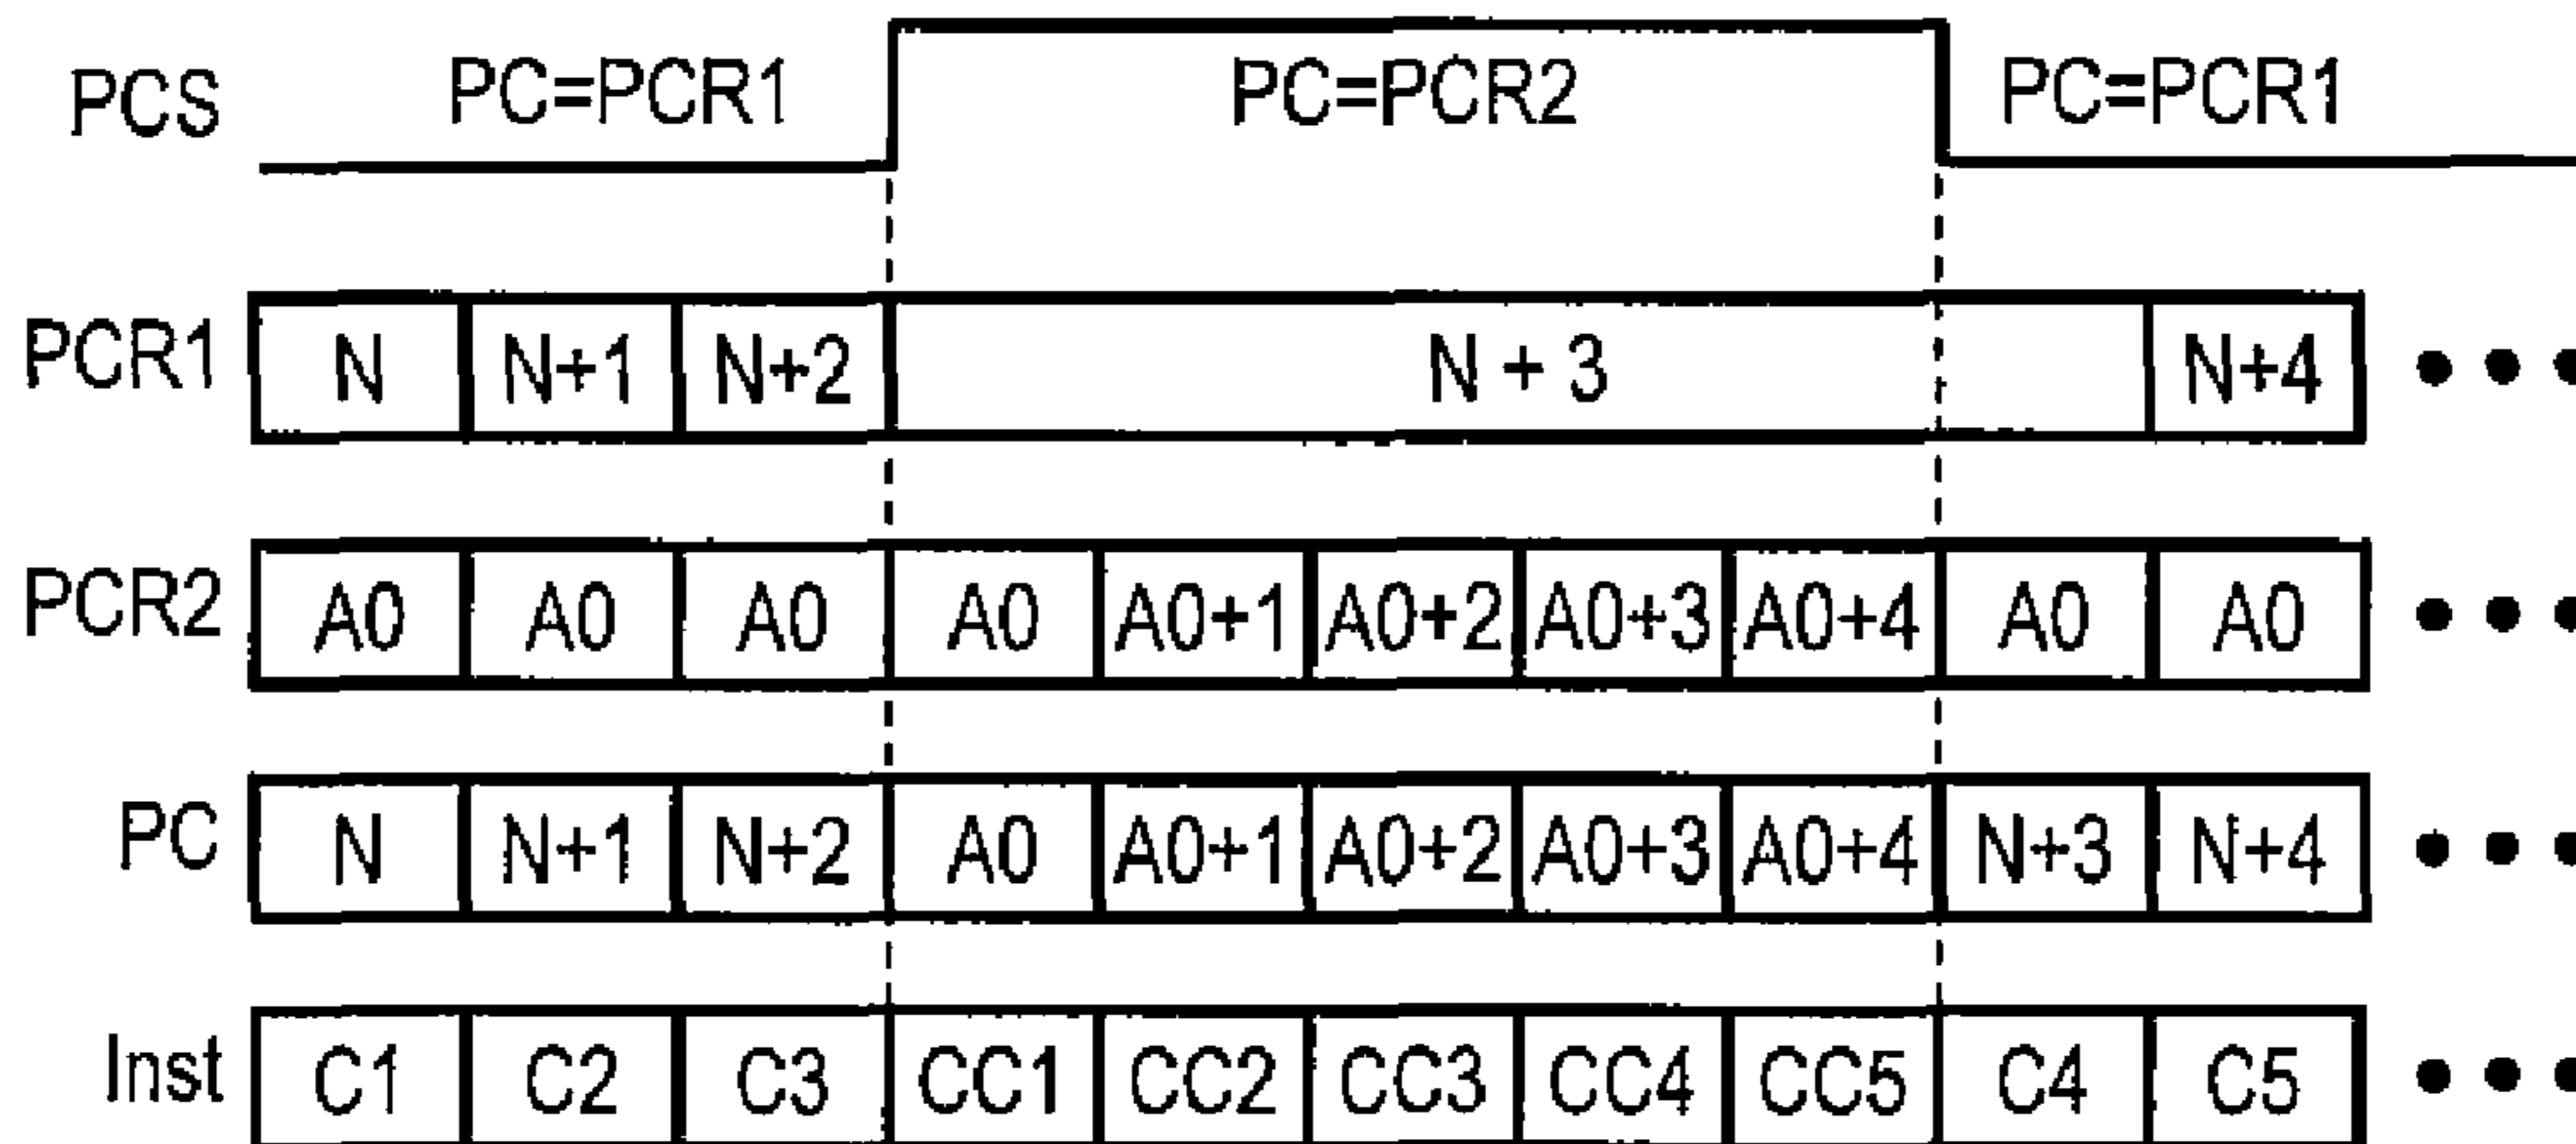 PCS PC=PCR1 PC=PCR2 PC=PCR1
PCR1 N N+1 N+2 N + 3 N+4 • • •
PCR2 A0 A0 A0 A0 A0+1 A0+2 A0+3 A0+4 A0 A0 • • •
PC N N+1 N+2 A0 A0+1 A0+2 A0+3 A0+4 N+3 N+4 • • •
Inst C1 C2 C3 CC1 CC2 CC3 CC4 CC5 C4 C5 • • •